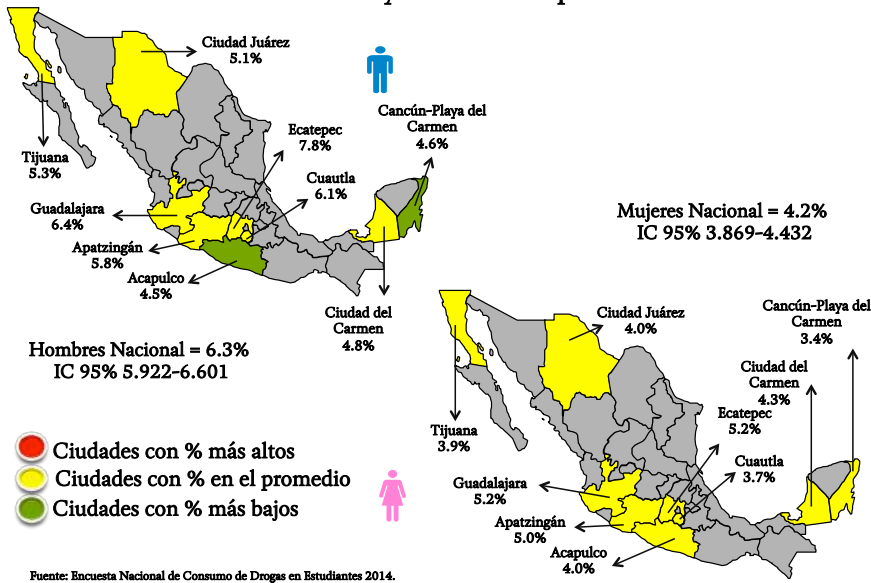 Ciudad Juárez
5.1%
Cancún-Playa del
Carmen
4.6%
Ecatepec
7.8%
Tijuana
5.3%
Cuautla
6.1%
Guadalajara
6.4%
Apatzingán
5.8%
Acapulco
4.5%
Ciudad del
Carmen
4.8%
Hombres Nacional = 6.3%
IC 95% 5.922-6.601
Mujeres Nacional = 4.2%
IC 95% 3.869-4.432
Ciudad Juárez
4.0%
Cancún-Playa del
Carmen
3.4%
Ciudad del
Carmen
4.3%
Ecatepec
5.2%
Tijuana
3.9%
Cuautla
3.7%
Guadalajara
5.2%
Apatzingán
5.0%
Acapulco
4.0%
Ciudades con % más altos
Ciudades con % en el promedio
Ciudades con % más bajos
Fuente: Encuesta Nacional de Consumo de Drogas en Estudiantes 2014.